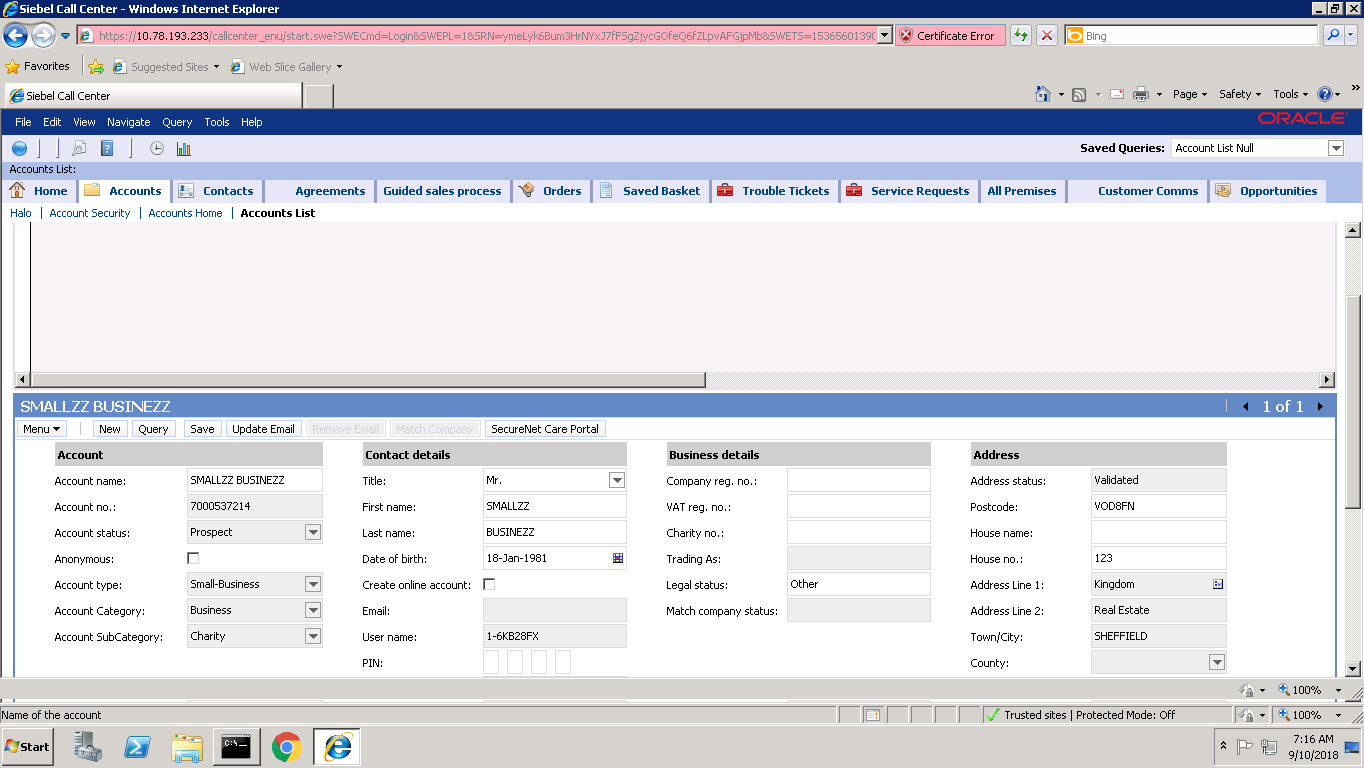 Siebel Call Center - Windows Internet Explorer
https://10.78.193.233/callcenter_enu/start.swe?SWECmd=Login&SWEPL=1&SRN=ymeLyk6Bum3HrNYxJ7fFSgZjycGOfeQ6fZLpvAFGjpMb&SWETS=1536560139 Certificate Error Bing
Favorites Suggested Sites Web Slice Gallery
Siebel Call Center Page Safety Tools
File Edit View Navigate Query Tools Help ORACLE
Saved Queries: Account List Null
Accounts List:
Home Accounts Contacts Agreements Guided sales process Orders Saved Basket Trouble Tickets Service Requests All Premises Customer Comms Opportunities
Halo | Account Security | Accounts Home | Accounts List
SMALLZZ BUSINEZZ 1 of 1
Menu New Query Save Update Email Remove Email Match Company SecureNet Care Portal
Account Contact details Business details Address
Account name: SMALLZZ BUSINEZZ Title: Mr. Company reg. no.: Address status: Validated
Account no.: 7000537214 First name: SMALLZZ VAT reg. no.: Postcode: VOD8FN
Account status: Prospect Last name: BUSINEZZ Charity no.: House name:
Anonymous: Date of birth: 18-Jan-1981 Trading As: House no.: 123
Account type: Small-Business Create online account: Legal status: Other Address Line 1: Kingdom
Account Category: Business Email: Match company status: Address Line 2: Real Estate
Account SubCategory: Charity User name: 1-6KB28FX Town/City: SHEFFIELD
PIN: County:
100%
Name of the account Trusted sites | Protected Mode: Off 100%
Start 7:16 AM
9/10/2018